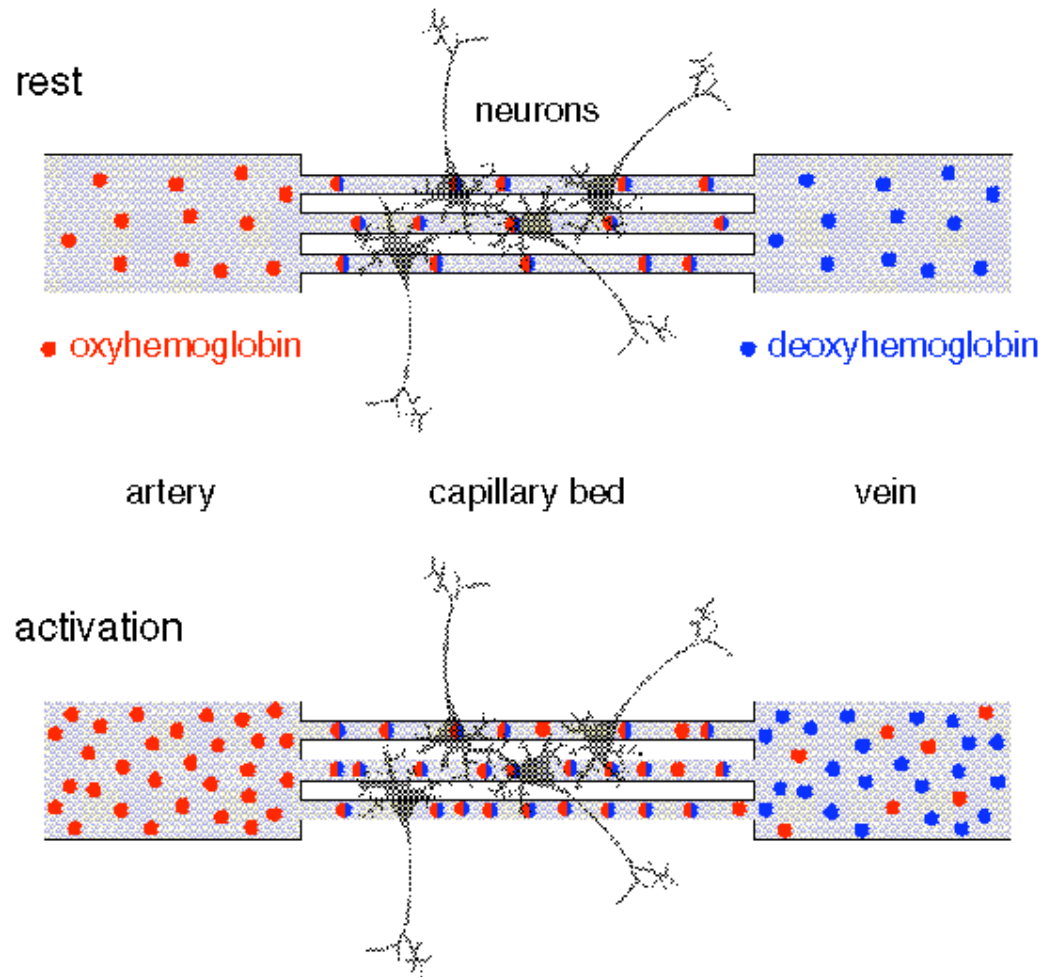 rest
neurons
oxyhemoglobin
deoxyhemoglobin
artery
capillary bed
vein
activation